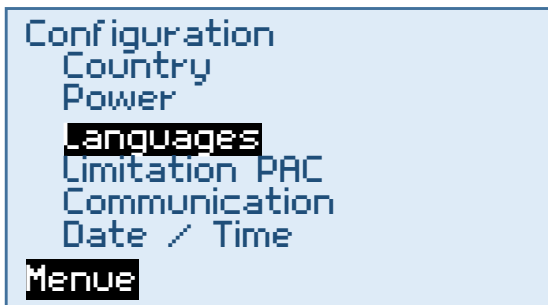 Configuration
Country
Power
Languages
Limitation PAC
Communication
Date / Time
Menue